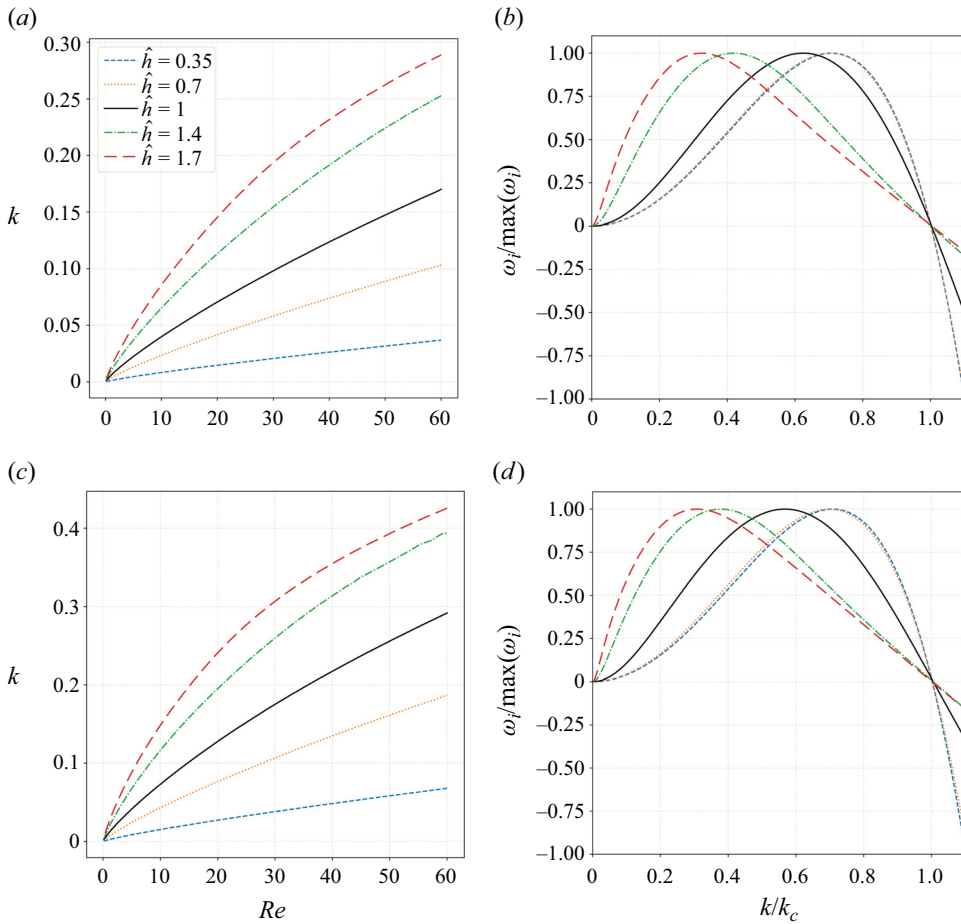 (a)
0.30
0.25
0.20
0.15
0.10
0.05
0
k
ĥ = 0.35
ĥ = 0.7
ĥ = 1
ĥ = 1.4
ĥ = 1.7
0 10 20 30 40 50 60
(b)
1.00
0.75
0.50
0.25
0
–0.25
–0.50
–0.75
–1.00
ω_i/max(ω_i)
0 0.2 0.4 0.6 0.8 1.0
(c)
0.4
0.3
0.2
0.1
0
k
0 10 20 30 40 50 60
Re
(d)
1.00
0.75
0.50
0.25
0
–0.25
–0.50
–0.75
–1.00
ω_i/max(ω_i)
0 0.2 0.4 0.6 0.8 1.0
k/k_c